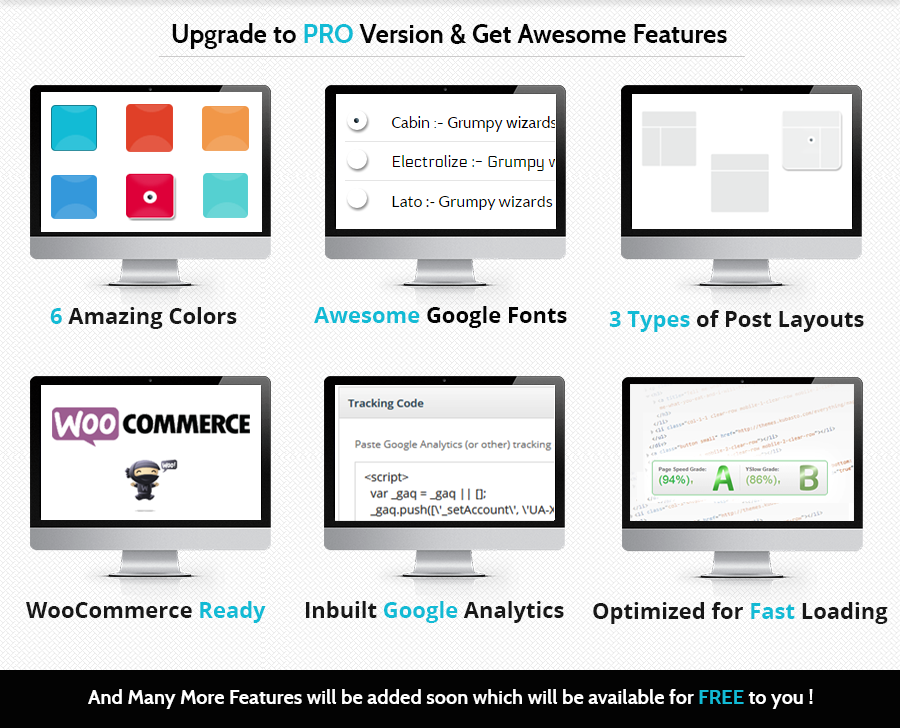 Upgrade to PRO Version & Get Awesome Features
Cabin :- Grumpy wizards
Electrolize :- Grumpy w
Lato :- Grumpy wizards
6 Amazing Colors
Awesome Google Fonts
3 Types of Post Layouts
WOO COMMERCE
WOO!
Tracking Code
Paste Google Analytics (or other) tracking
<script>
var _gaq = _gaq || [];
_gaq.push([\'_setAccount\', \'UA-X
Page Speed Grade:
(94%), A
YSlow Grade:
(86%), B
WooCommerce Ready
Inbuilt Google Analytics
Optimized for Fast Loading
And Many More Features will be added soon which will be available for FREE to you !